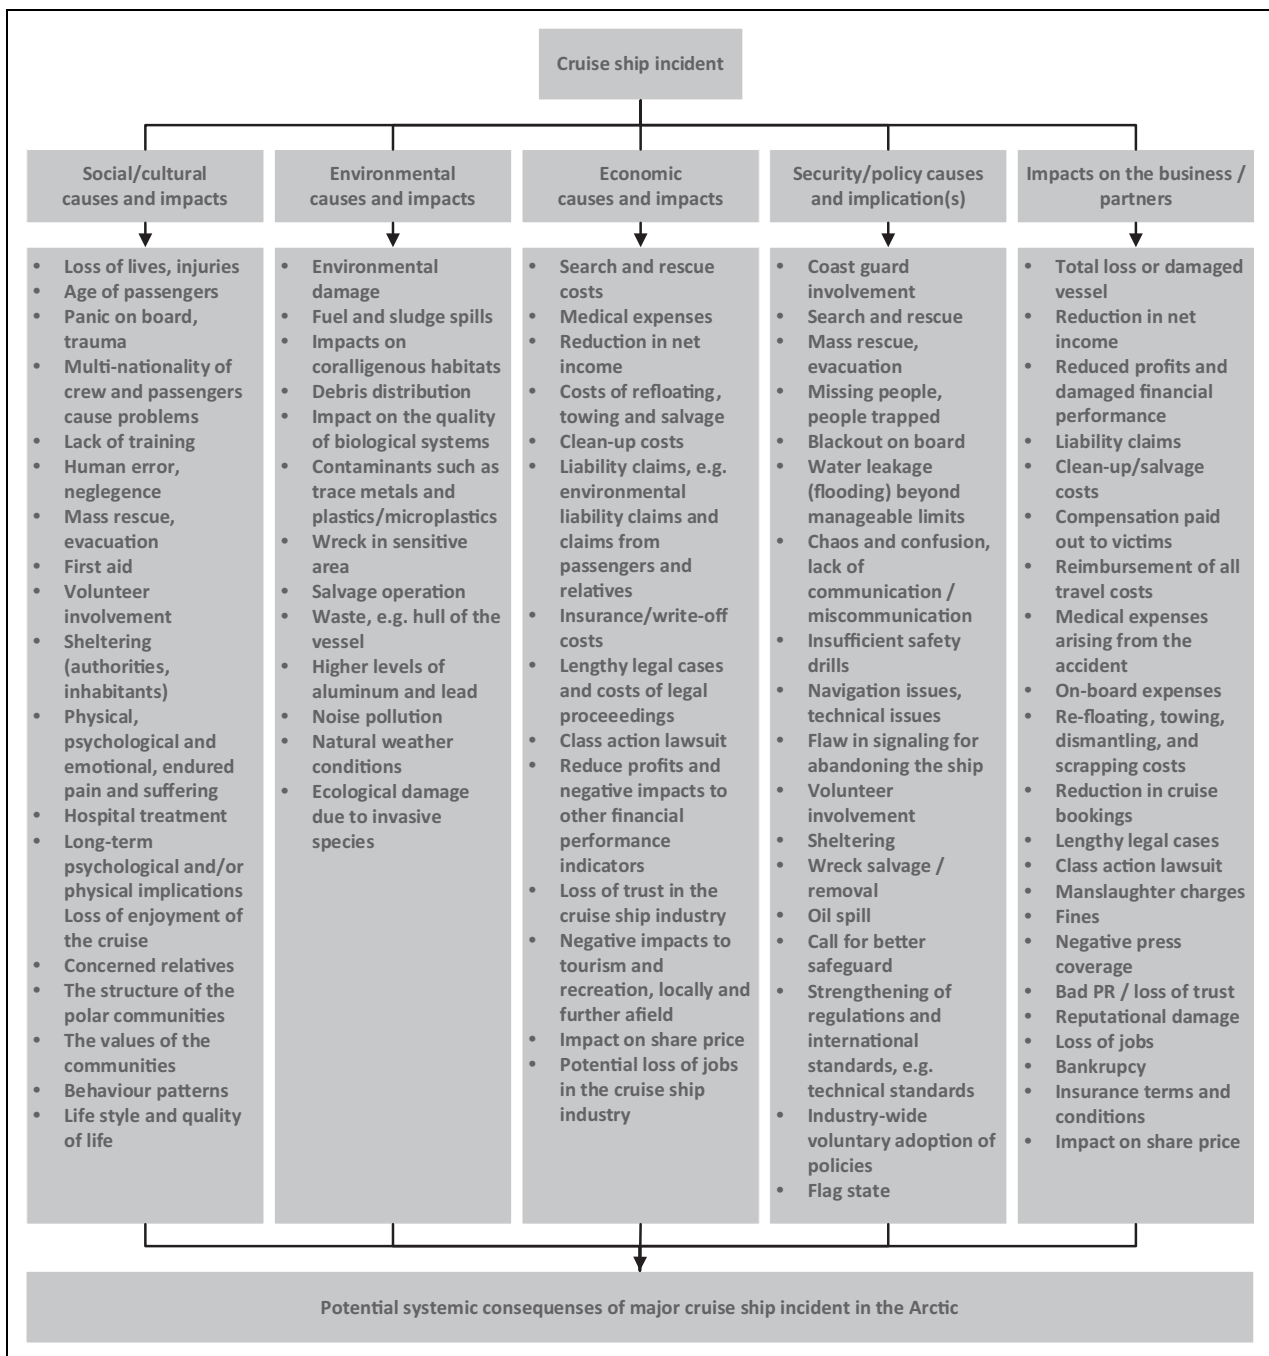 Cruise ship incident
Social/cultural
causes and impacts
Environmental
causes and impacts
Economic
causes and impacts
Security/policy causes
and implication(s)
Impacts on the business /
partners
• Loss of lives, injuries
• Age of passengers
• Panic on board,
trauma
• Multi-nationality of
crew and passengers
cause problems
• Lack of training
• Human error,
neglegence
• Mass rescue,
evacuation
• First aid
• Volunteer
involvement
• Sheltering
(authorities,
inhabitants)
• Physical,
psychological and
emotional, endured
pain and suffering
• Hospital treatment
• Long-term
psychological and/or
physical implications
Loss of enjoyment of
the cruise
• Concerned relatives
• The structure of the
polar communities
• The values of the
communities
• Behaviour patterns
• Life style and quality
of life
• Environmental
damage
• Fuel and sludge spills
• Impacts on
coralligenous habitats
• Debris distribution
• Impact on the quality
of biological systems
• Contaminants such as
trace metals and
plastics/microplastics
• Wreck in sensitive
area
• Salvage operation
• Waste, e.g. hull of the
vessel
• Higher levels of
aluminum and lead
• Noise pollution
• Natural weather
conditions
• Ecological damage
due to invasive
species
• Search and rescue
costs
• Medical expenses
• Reduction in net
income
• Costs of refloating,
towing and salvage
• Clean-up costs
• Liability claims, e.g.
environmental
liability claims and
claims from
passengers and
relatives
• Insurance/write-off
costs
• Lengthy legal cases
and costs of legal
proceeedings
• Class action lawsuit
• Reduce profits and
negative impacts to
other financial
performance
indicators
• Loss of trust in the
cruise ship industry
• Negative impacts to
tourism and
recreation, locally and
further afield
• Impact on share price
• Potential loss of jobs
in the cruise ship
industry
• Coast guard
involvement
• Search and rescue
• Mass rescue,
evacuation
• Missing people,
people trapped
• Blackout on board
• Water leakage
(flooding) beyond
manageable limits
• Chaos and confusion,
lack of
communication /
miscommunication
• Insufficient safety
drills
• Navigation issues,
technical issues
• Flaw in signaling for
abandoning the ship
• Volunteer
involvement
• Sheltering
• Wreck salvage /
removal
• Oil spill
• Call for better
safeguard
• Strengthening of
regulations and
international
standards, e.g.
technical standards
• Industry-wide
voluntary adoption of
policies
• Flag state
• Total loss or damaged
vessel
• Reduction in net
income
• Reduced profits and
damaged financial
performance
• Liability claims
• Clean-up/salvage
costs
• Compensation paid
out to victims
• Reimbursement of all
travel costs
• Medical expenses
arising from the
accident
• On-board expenses
• Re-floating, towing,
dismantling, and
scrapping costs
• Reduction in cruise
bookings
• Lengthy legal cases
• Class action lawsuit
• Manslaughter charges
• Fines
• Negative press
coverage
• Bad PR / loss of trust
• Reputational damage
• Loss of jobs
• Bankrupcy
• Insurance terms and
conditions
• Impact on share price
Potential systemic consequenses of major cruise ship incident in the Arctic